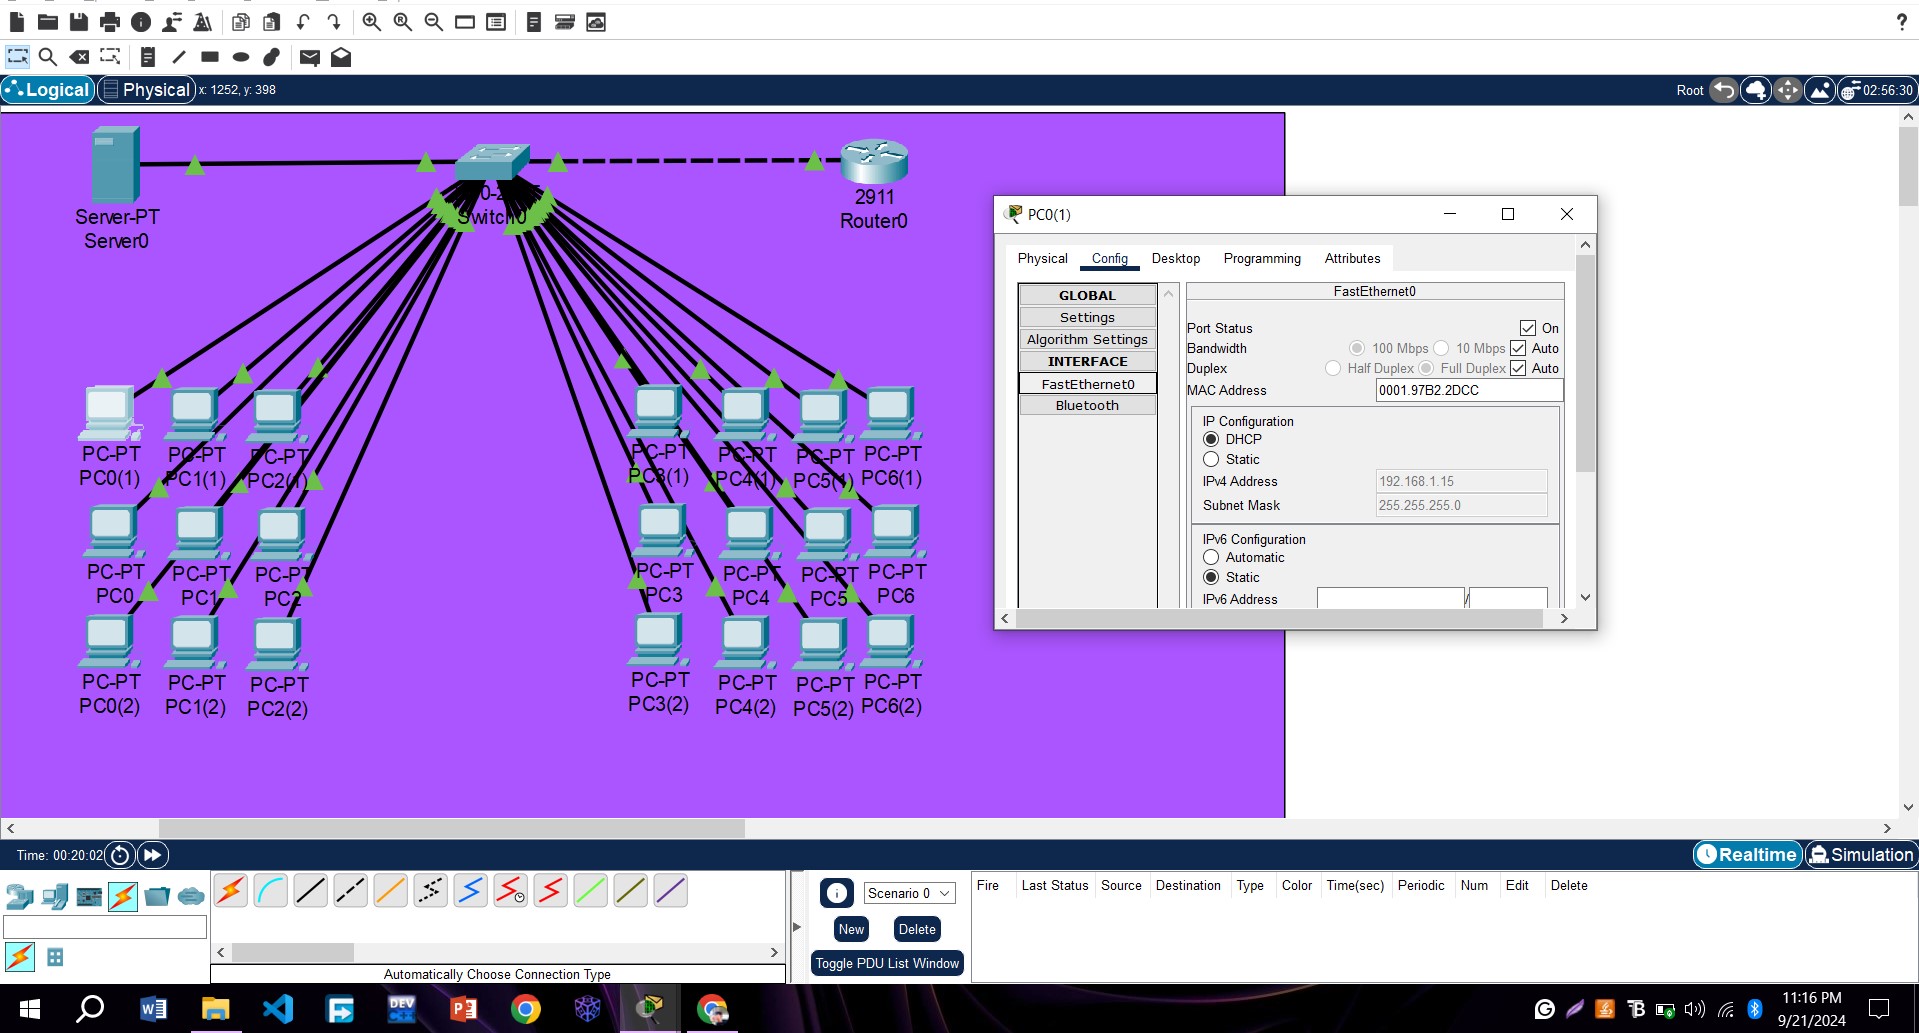 Logical
Physical
x: 1252, y: 398
Root
02:56:30
Server-PT
Server0
Switch0
2911
Router0
PC-PT
PC0(1)
PC-PT
PC1(1)
PC-PT
PC2(1)
PC-PT
PC3(1)
PC-PT
PC4(1)
PC-PT
PC5(1)
PC-PT
PC6(1)
PC-PT
PC0
PC-PT
PC1
PC-PT
PC2
PC-PT
PC3
PC-PT
PC4
PC-PT
PC5
PC-PT
PC6
PC-PT
PC0(2)
PC-PT
PC1(2)
PC-PT
PC2(2)
PC-PT
PC3(2)
PC-PT
PC4(2)
PC-PT
PC5(2)
PC-PT
PC6(2)
PC0(1)
Physical Config Desktop Programming Attributes
GLOBAL
Settings
Algorithm Settings
INTERFACE
FastEthernet0
Bluetooth
FastEthernet0
Port Status On
Bandwidth 100 Mbps 10 Mbps Auto
Duplex Half Duplex Full Duplex Auto
MAC Address 0001.97B2.2DCC
IP Configuration
DHCP
Static
IPv4 Address 192.168.1.15
Subnet Mask 255.255.255.0
IPv6 Configuration
Automatic
Static
IPv6 Address /
Time: 00:20:02
Realtime
Simulation
Scenario 0
New
Delete
Toggle PDU List Window
Fire Last Status Source Destination Type Color Time(sec) Periodic Num Edit Delete
Automatically Choose Connection Type
DEV
C++
11:16 PM
9/21/2024